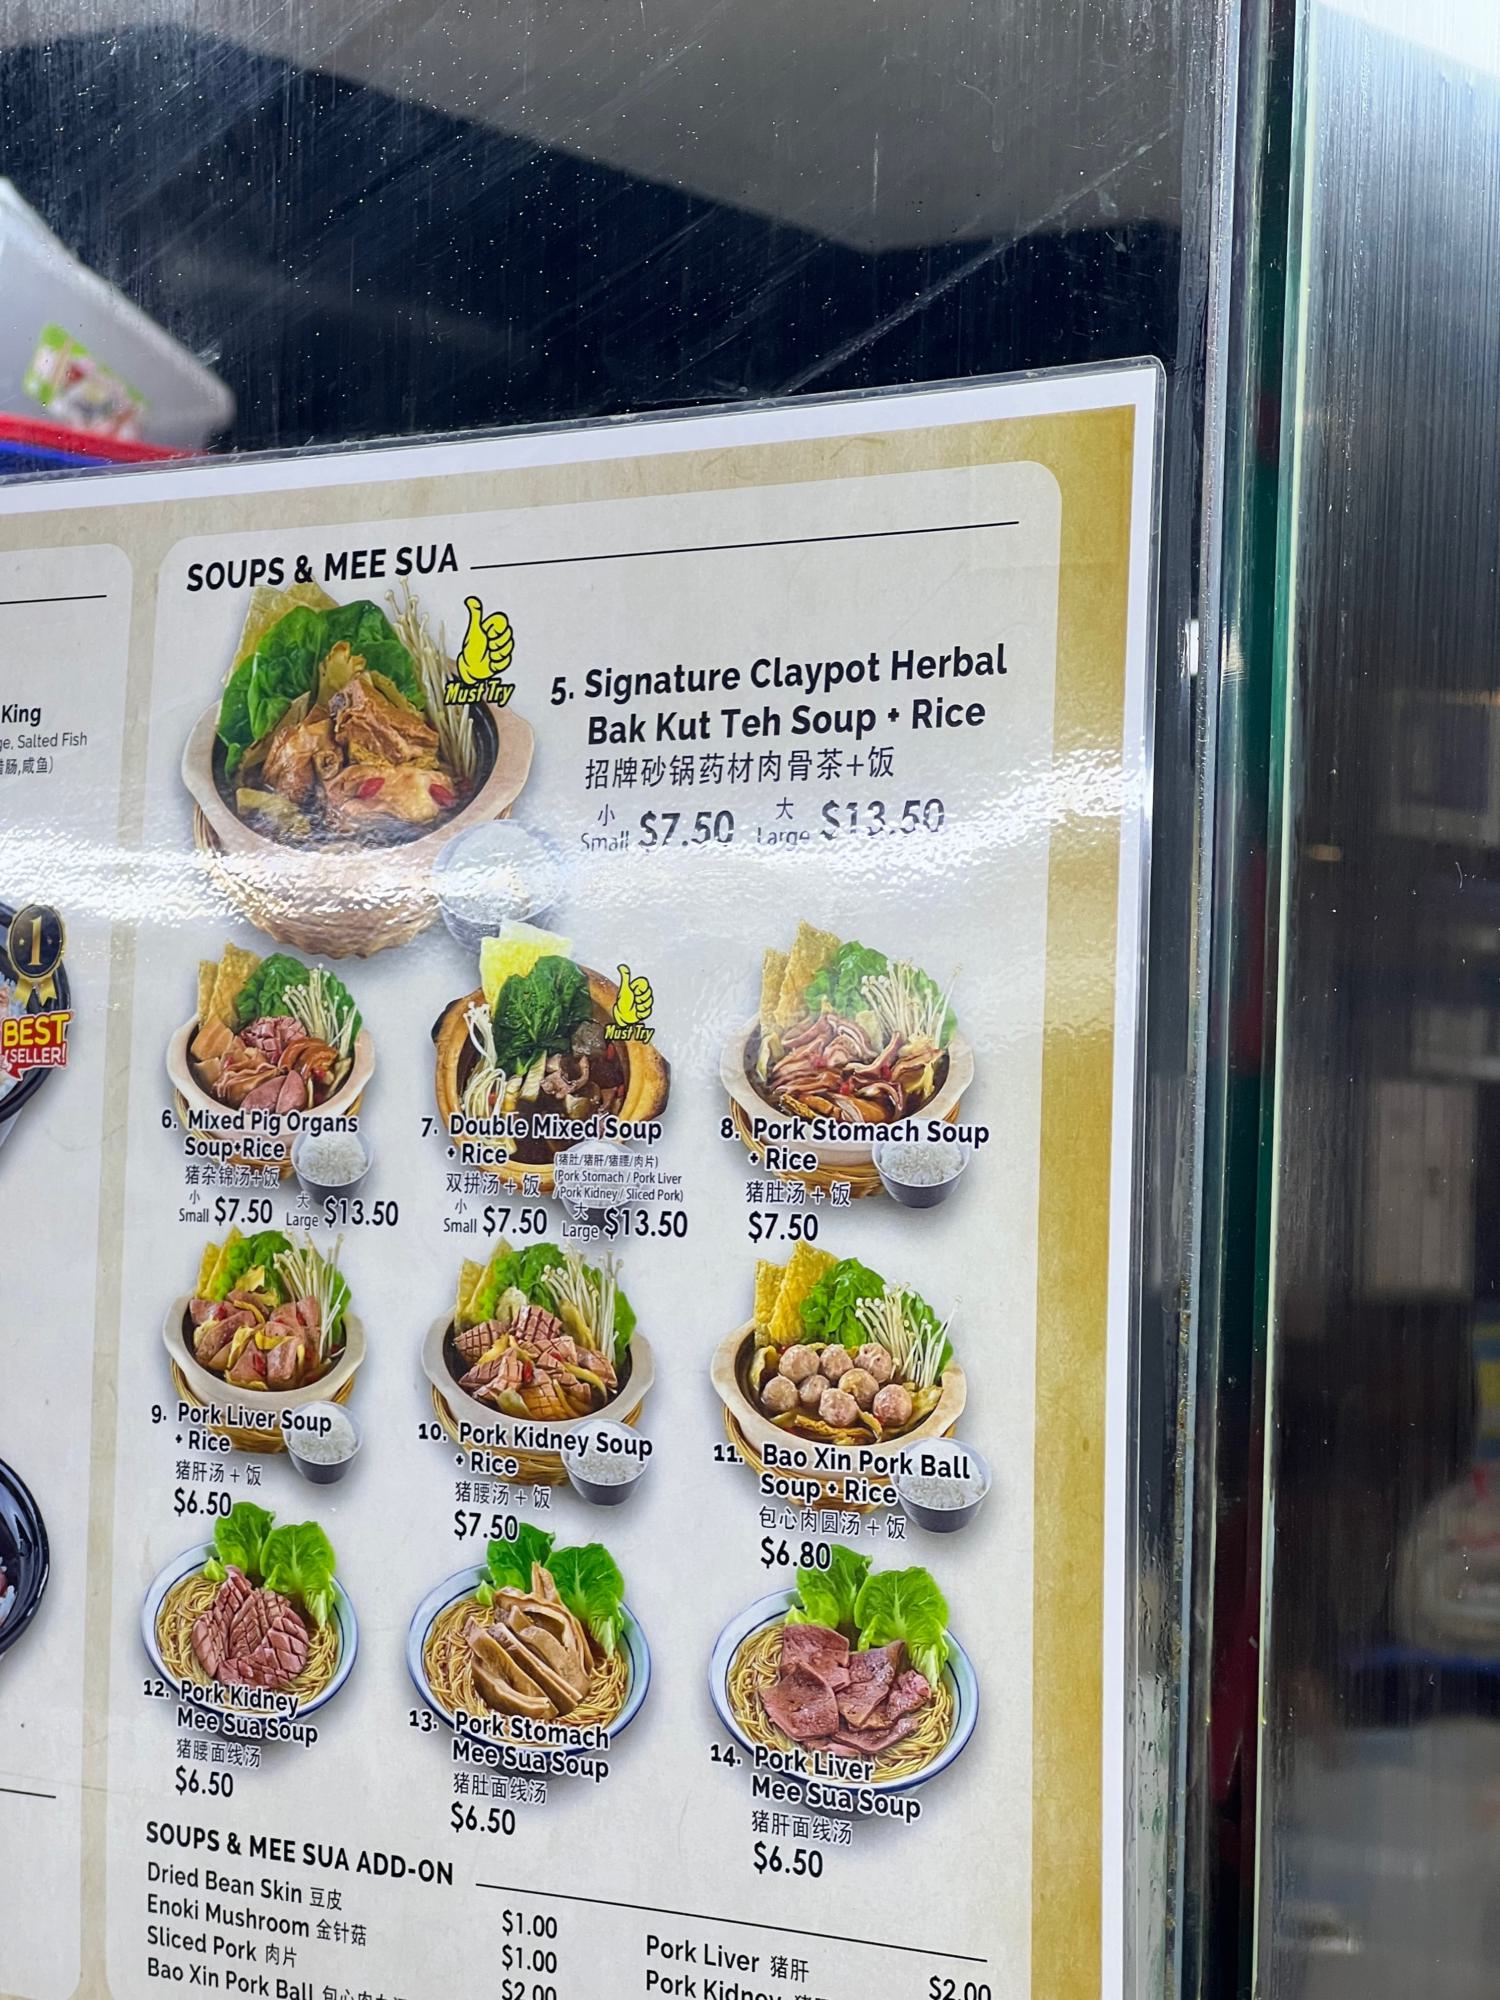 King
Salted Fish
咸鱼)
1
BEST
SELLER!
SOUPS & MEE SUA
Must Try
5. Signature Claypot Herbal
Bak Kut Teh Soup + Rice
招牌砂锅药材肉骨茶+饭
小 大
Small $7.50 Large $13.50
6. Mixed Pig Organs
Soup+Rice
猪杂锦汤+饭
小 大
Small $7.50 Large $13.50
Must Try
7. Double Mixed Soup
+ Rice
双拼汤 + 饭
(猪肚/猪肝/猪腰/肉片)
(Pork Stomach / Pork Liver
/ Pork Kidney / Sliced Pork)
小 大
Small $7.50 Large $13.50
8. Pork Stomach Soup
+ Rice
猪肚汤 + 饭
$7.50
9. Pork Liver Soup
+ Rice
猪肝汤 + 饭
$6.50
10. Pork Kidney Soup
+ Rice
猪腰汤 + 饭
$7.50
11. Bao Xin Pork Ball
Soup + Rice
包心肉圆汤 + 饭
$6.80
12. Pork Kidney
Mee Sua Soup
猪腰面线汤
$6.50
13. Pork Stomach
Mee Sua Soup
猪肚面线汤
$6.50
14. Pork Liver
Mee Sua Soup
猪肝面线汤
$6.50
SOUPS & MEE SUA ADD-ON
Dried Bean Skin 豆皮 $1.00
Enoki Mushroom 金针菇 $1.00
Sliced Pork 肉片 $2.00
Bao Xin Pork Ball 包心肉
Pork Liver 猪肝 $2.00
Pork Kidney